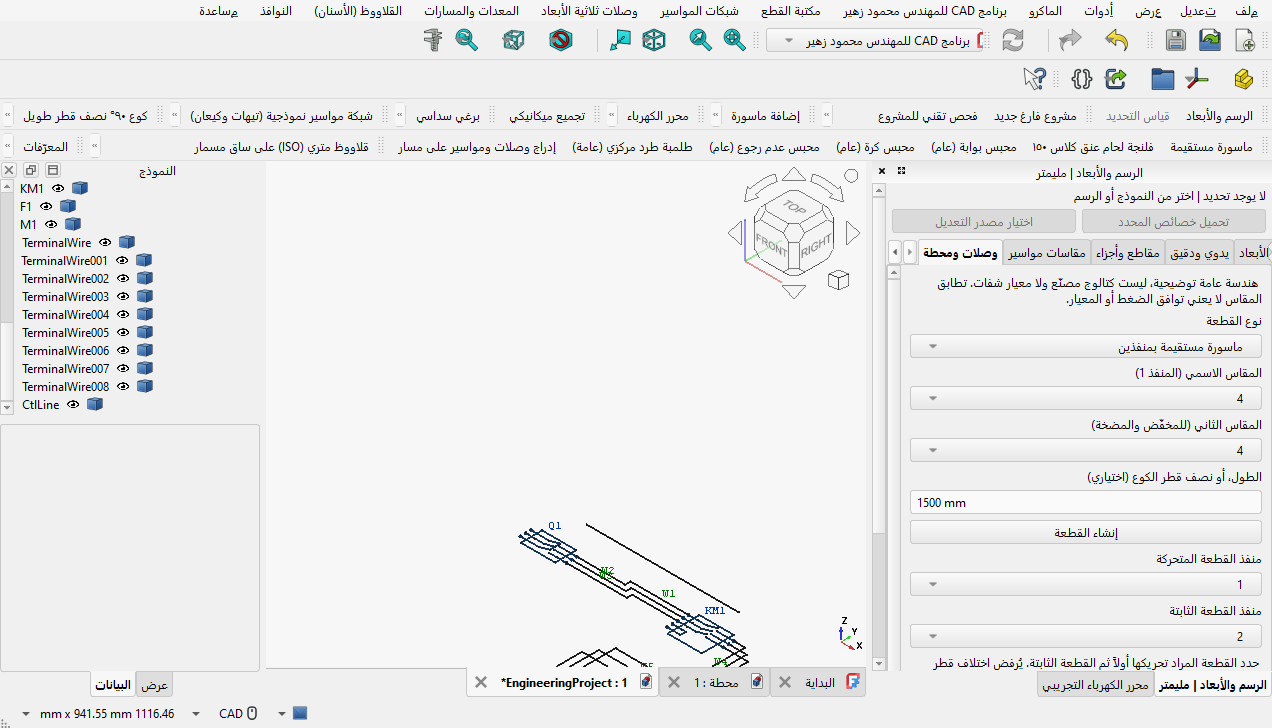 ملف تعديل عرض أدوات الماكرو برنامج CAD للمهندس محمود زهير مكتبة القطع شبكات المواسير وصلات ثلاثية الأبعاد المعدات والمسارات القلاووظ (الأسنان) النوافذ مساعدة
برنامج CAD للمهندس محمود زهير
الرسم والأبعاد قياس التحديد مشروع فارغ جديد فحص تقني للمشروع » إضافة ماسورة » محرر الكهرباء » تجميع ميكانيكي برغي سداسي » شبكة مواسير نموذجية (تيهات وكيعان) » كوع ٩٠° نصف قطر طويل »
ماسورة مستقيمة فلنجة لحام عنق كلاس ١٥٠ محبس بوابة (عام) محبس كرة (عام) محبس عدم رجوع (عام) طلمبة طرد مركزي (عامة) إدراج وصلات ومواسير على مسار قلاووظ متري (ISO) على ساق مسمار » المعرّفات »
الرسم والأبعاد | مليمتر
لا يوجد تحديد | اختر من النموذج أو الرسم
تحميل خصائص المحدد اختيار مصدر التعديل
الأبعاد يدوي ودقيق مقاطع وأجزاء مقاسات مواسير وصلات ومحطة
هندسة عامة توضيحية، ليست كتالوج مصنّع ولا معيار شفات. تطابق
المقاس لا يعني توافق الضغط أو المعيار.
نوع القطعة
ماسورة مستقيمة بمنفذين
المقاس الاسمي (المنفذ 1)
4
المقاس الثاني (للمخفّض والمضخة)
4
الطول، أو نصف قطر الكوع (اختياري)
1500 mm
إنشاء القطعة
منفذ القطعة المتحركة
1
منفذ القطعة الثابتة
2
حدد القطعة المراد تحريكها أولاً ثم القطعة الثابتة. يُرفض اختلاف قطر
الرسم والأبعاد | مليمتر محرر الكهرباء التجريبي
TOP
FRONT RIGHT
Q1
W2
W1
KM1
W4
Z
Y
X
البداية محطة : 1 EngineeringProject : 1*
النموذج
KM1
F1
M1
TerminalWire
TerminalWire001
TerminalWire002
TerminalWire003
TerminalWire004
TerminalWire005
TerminalWire006
TerminalWire007
TerminalWire008
CtlLine
عرض البيانات
CAD 1116.46 mm x 941.55 mm